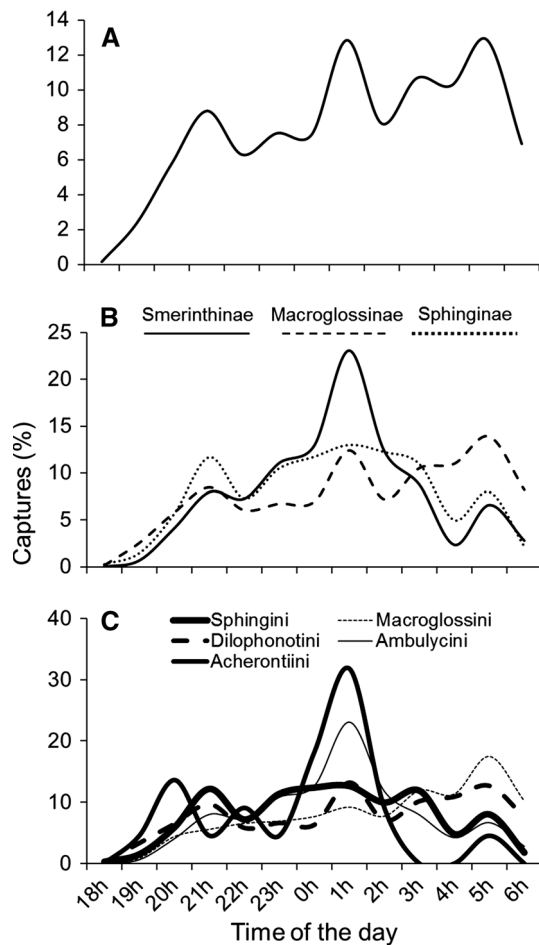 A
14
12
10
8
6
4
2
0
B
Smerinthinae Macroglossinae Sphinginae
25
20
15
10
5
0
Captures (%)
C
40
30
20
10
0
Sphingini Macroglossini
Dilophonotini Ambulycini
Acherontiini
18h 19h 20h 21h 22h 23h 0h 1h 2h 3h 4h 5h 6h
Time of the day